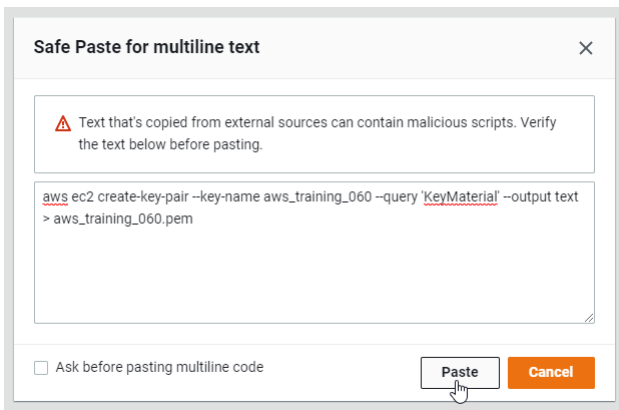 Safe Paste for multiline text
Text that's copied from external sources can contain malicious scripts. Verify
the text below before pasting.
aws ec2 create-key-pair --key-name aws_training_060 --query 'KeyMaterial' --output text
> aws_training_060.pem
Ask before pasting multiline code
Paste
Cancel